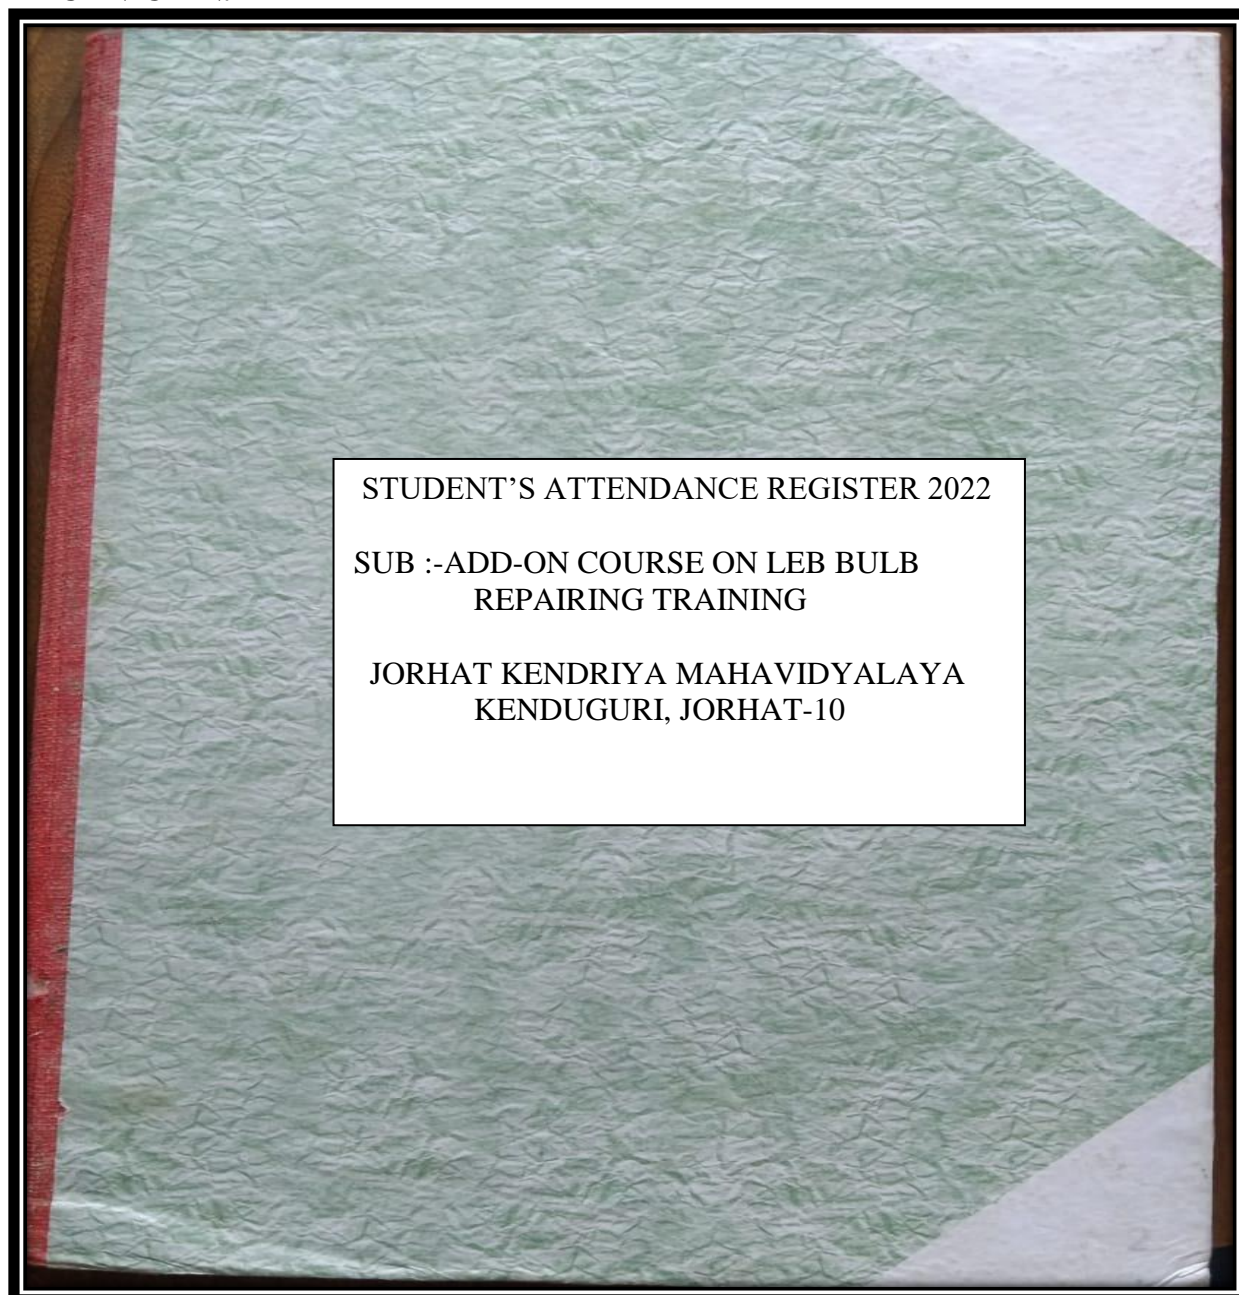 STUDENT’S ATTENDANCE REGISTER 2022
SUB :-ADD-ON COURSE ON LEB BULB
REPAIRING TRAINING
JORHAT KENDRIYA MAHAVIDYALAYA
KENDUGURI, JORHAT-10